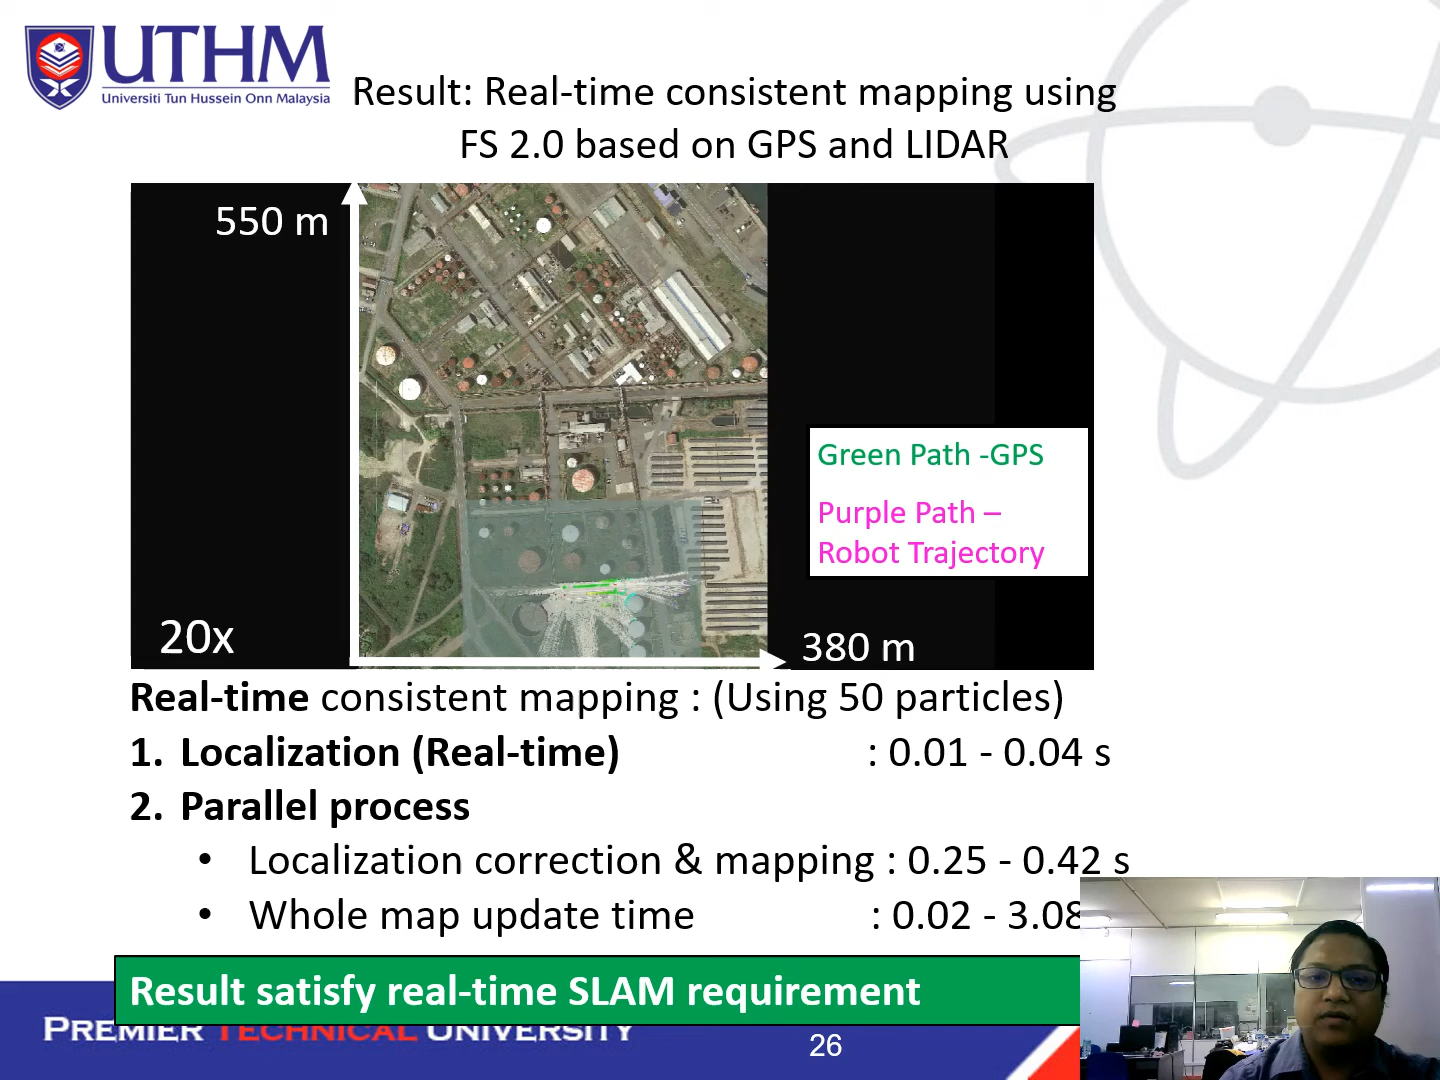 UTHM
Universiti Tun Hussein Onn Malaysia
Result: Real-time consistent mapping using
FS 2.0 based on GPS and LIDAR
550 m
Green Path -GPS
Purple Path –
Robot Trajectory
20x
380 m
Real-time consistent mapping : (Using 50 particles)
1. Localization (Real-time) : 0.01 - 0.04 s
2. Parallel process
• Localization correction & mapping : 0.25 - 0.42 s
• Whole map update time : 0.02 - 3.08
Result satisfy real-time SLAM requirement
PREMIER TECHNICAL UNIVERSITY
26